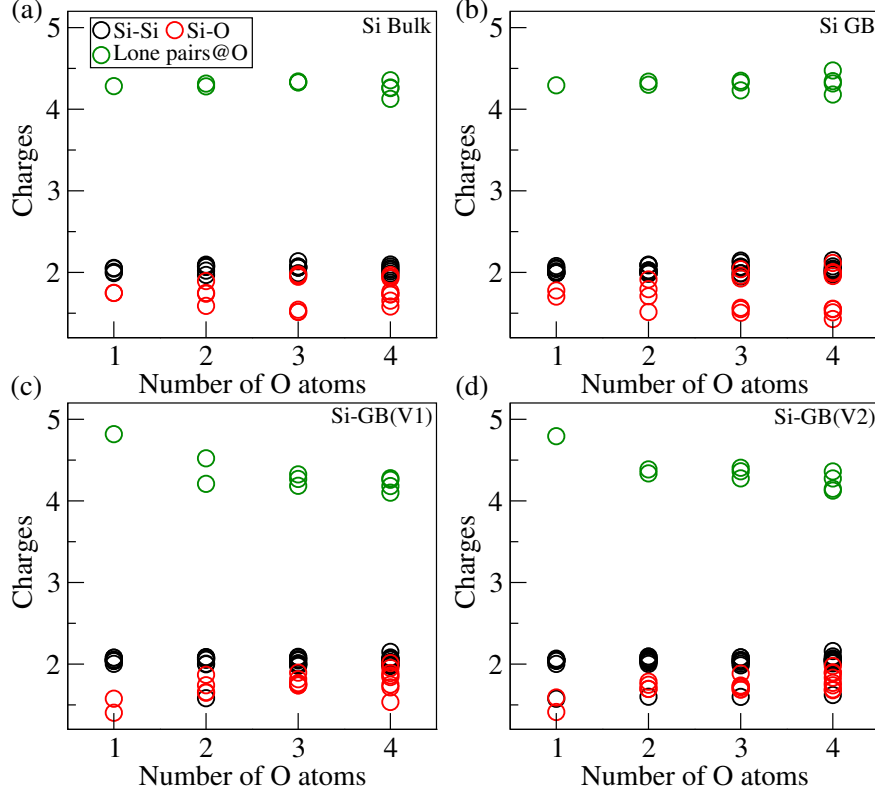 (a)
Si-Si Si-O
Lone pairs@O
Si Bulk
5
4
3
2
Charges
1 2 3 4
Number of O atoms
(b)
Si GB
5
4
3
2
Charges
1 2 3 4
Number of O atoms
(c)
Si-GB(V1)
5
4
3
2
Charges
1 2 3 4
Number of O atoms
(d)
Si-GB(V2)
5
4
3
2
Charges
1 2 3 4
Number of O atoms